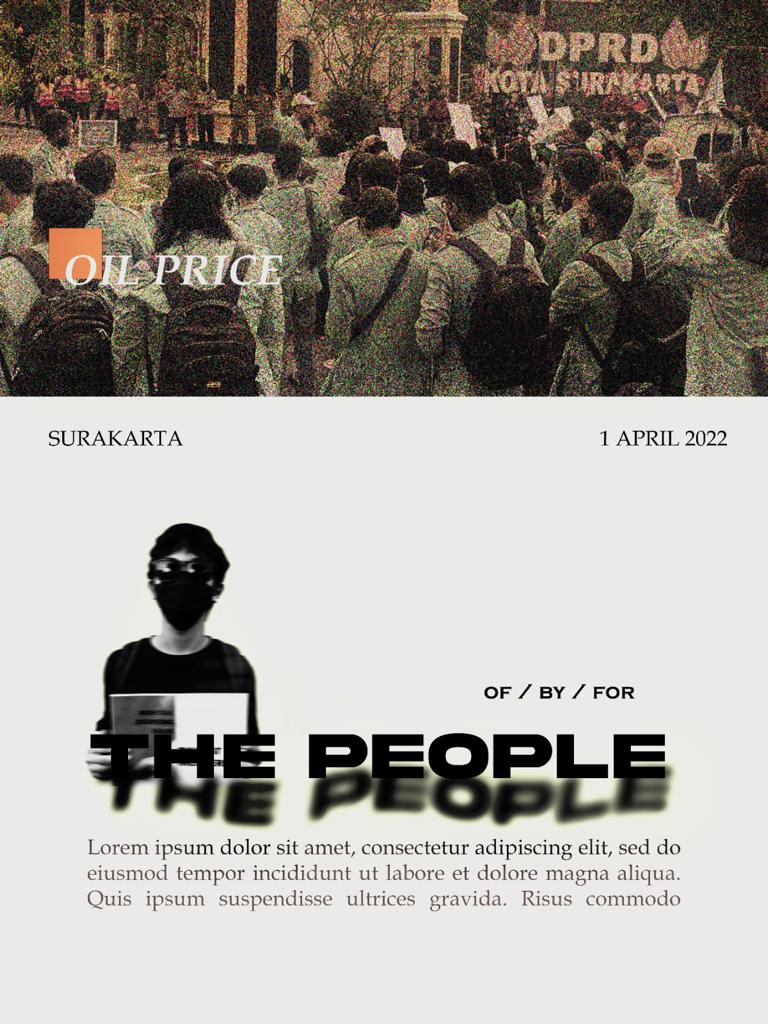 DPRD
KOTA SURAKARTA
OIL PRICE
SURAKARTA
1 APRIL 2022
OF / BY / FOR
THE PEOPLE
THE PEOPLE
Lorem ipsum dolor sit amet, consectetur adipiscing elit, sed do
eiusmod tempor incididunt ut labore et dolore magna aliqua.
Quis ipsum suspendisse ultrices gravida. Risus commodo